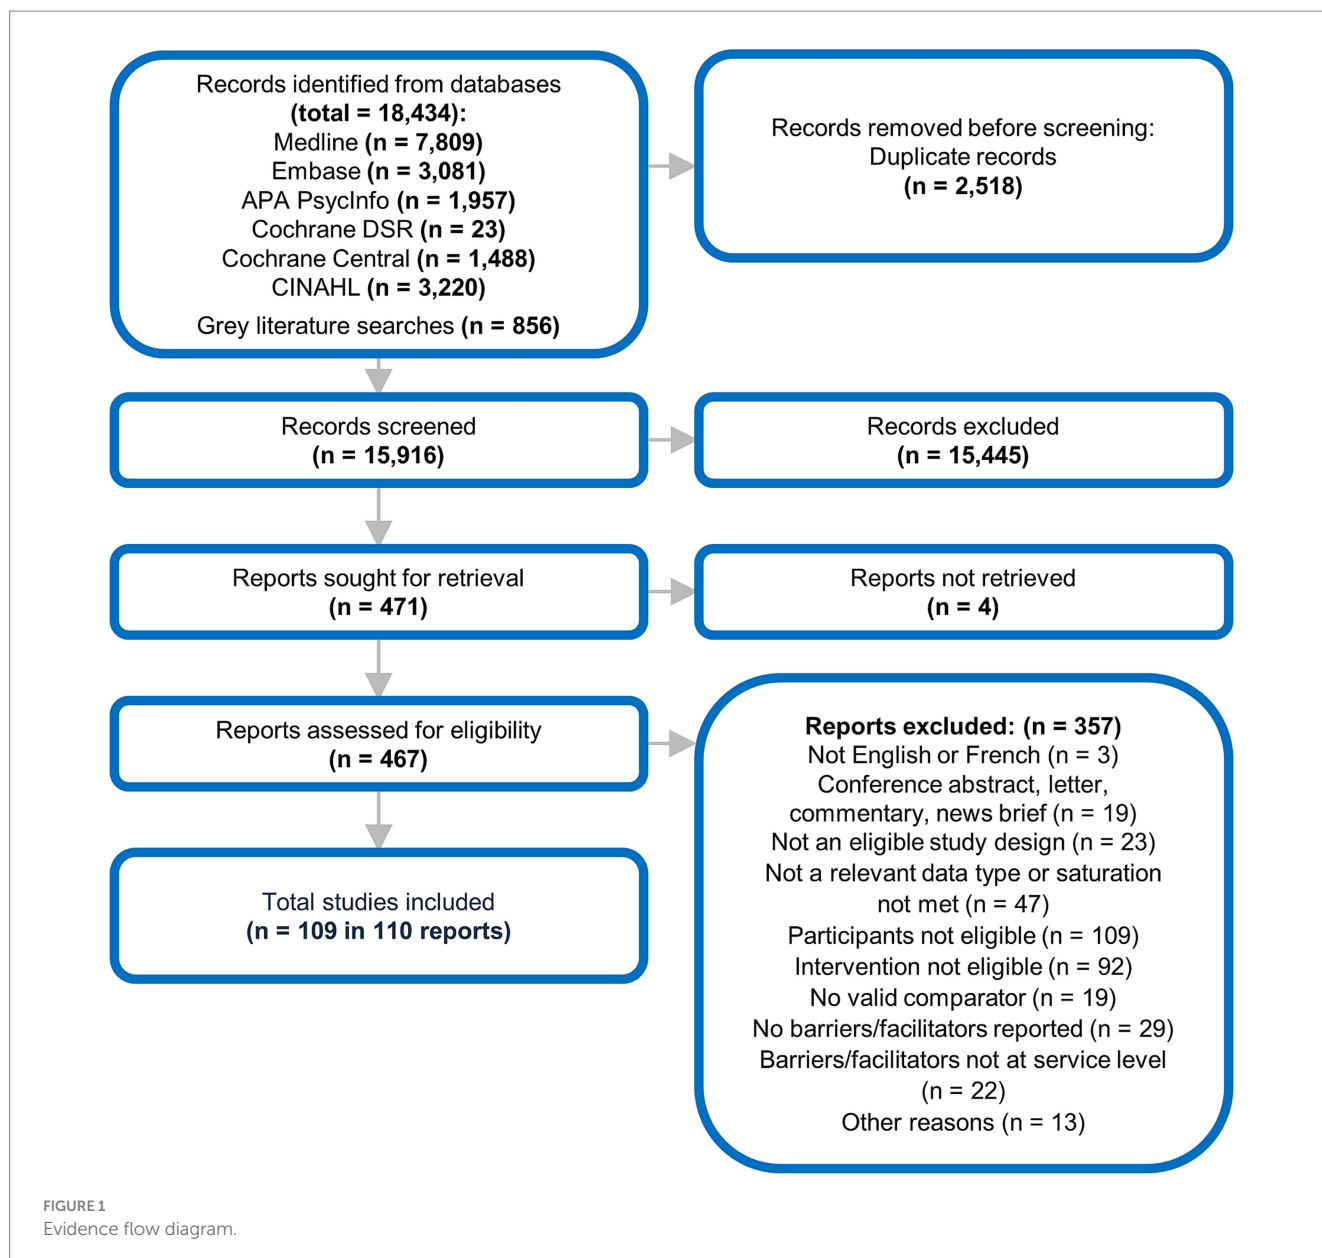 Records identified from databases
(total = 18,434):
Medline (n = 7,809)
Embase (n = 3,081)
APA PsycInfo (n = 1,957)
Cochrane DSR (n = 23)
Cochrane Central (n = 1,488)
CINAHL (n = 3,220)
Grey literature searches (n = 856)
Records removed before screening:
Duplicate records
(n = 2,518)
Records screened
(n = 15,916)
Records excluded
(n = 15,445)
Reports sought for retrieval
(n = 471)
Reports not retrieved
(n = 4)
Reports assessed for eligibility
(n = 467)
Reports excluded: (n = 357)
Not English or French (n = 3)
Conference abstract, letter,
commentary, news brief (n = 19)
Not an eligible study design (n = 23)
Not a relevant data type or saturation
not met (n = 47)
Participants not eligible (n = 109)
Intervention not eligible (n = 92)
No valid comparator (n = 19)
No barriers/facilitators reported (n = 29)
Barriers/facilitators not at service level
(n = 22)
Other reasons (n = 13)
Total studies included
(n = 109 in 110 reports)
FIGURE 1
Evidence flow diagram.